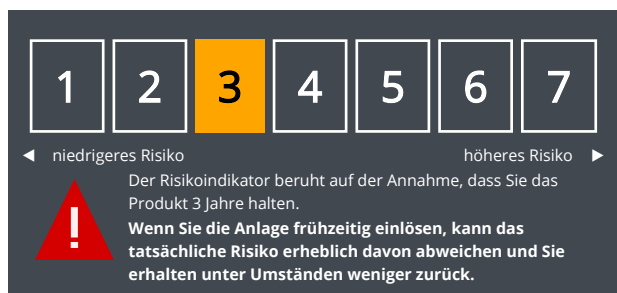 1 2 3 4 5 6 7
◀ niedrigeres Risiko höheres Risiko ▶
Der Risikoindikator beruht auf der Annahme, dass Sie das
Produkt 3 Jahre halten.
Wenn Sie die Anlage frühzeitig einlösen, kann das
tatsächliche Risiko erheblich davon abweichen und Sie
erhalten unter Umständen weniger zurück.
!